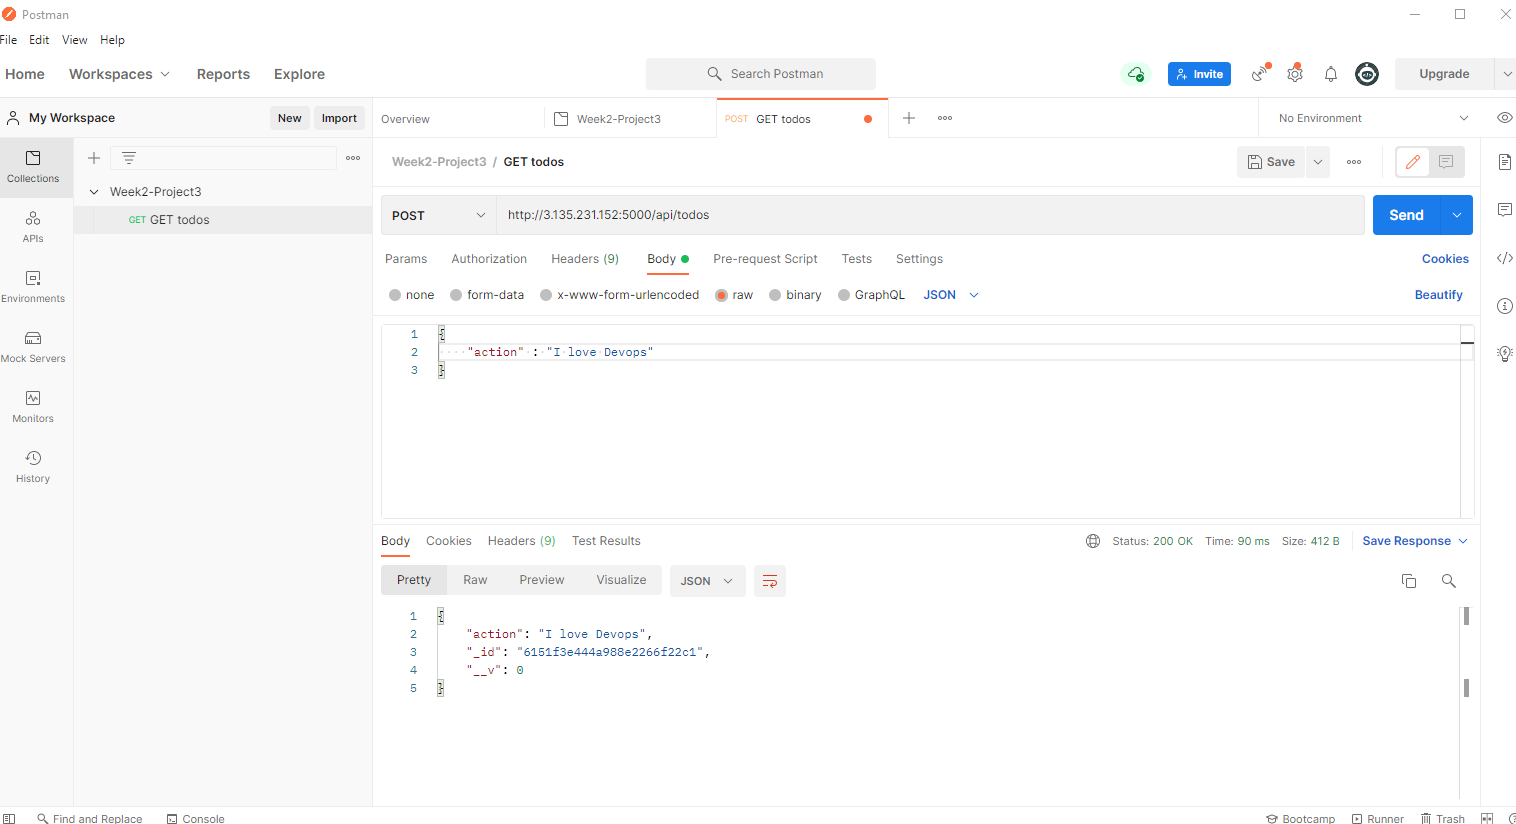 Postman
File Edit View Help
Home Workspaces Reports Explore Search Postman Invite Upgrade
My Workspace New Import Overview Week2-Project3 POST GET todos No Environment
Week2-Project3 / GET todos Save
Collections
Week2-Project3
GET GET todos
POST http://3.135.231.152:5000/api/todos Send
APIs
Params Authorization Headers (9) Body Pre-request Script Tests Settings Cookies
Environments
none form-data x-www-form-urlencoded raw binary GraphQL JSON Beautify
Mock Servers
1 {
2 "action" : "I love Devops"
3 }
Monitors
History
Body Cookies Headers (9) Test Results Status: 200 OK Time: 90 ms Size: 412 B Save Response
Pretty Raw Preview Visualize JSON
1 {
2 "action": "I love Devops",
3 "_id": "6151f3e444a988e2266f22c1",
4 "__v": 0
5 }
Find and Replace Console Bootcamp Runner Trash